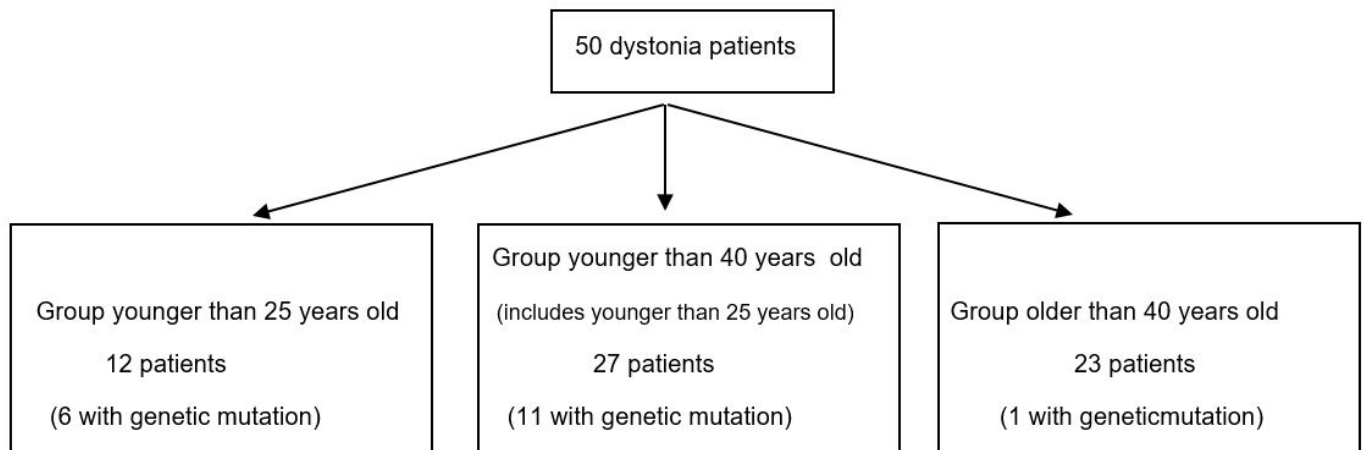 50 dystonia patients
Group younger than 25 years old
12 patients
(6 with genetic mutation)
Group younger than 40 years old
(includes younger than 25 years old)
27 patients
(11 with genetic mutation)
Group older than 40 years old
23 patients
(1 with geneticmutation)